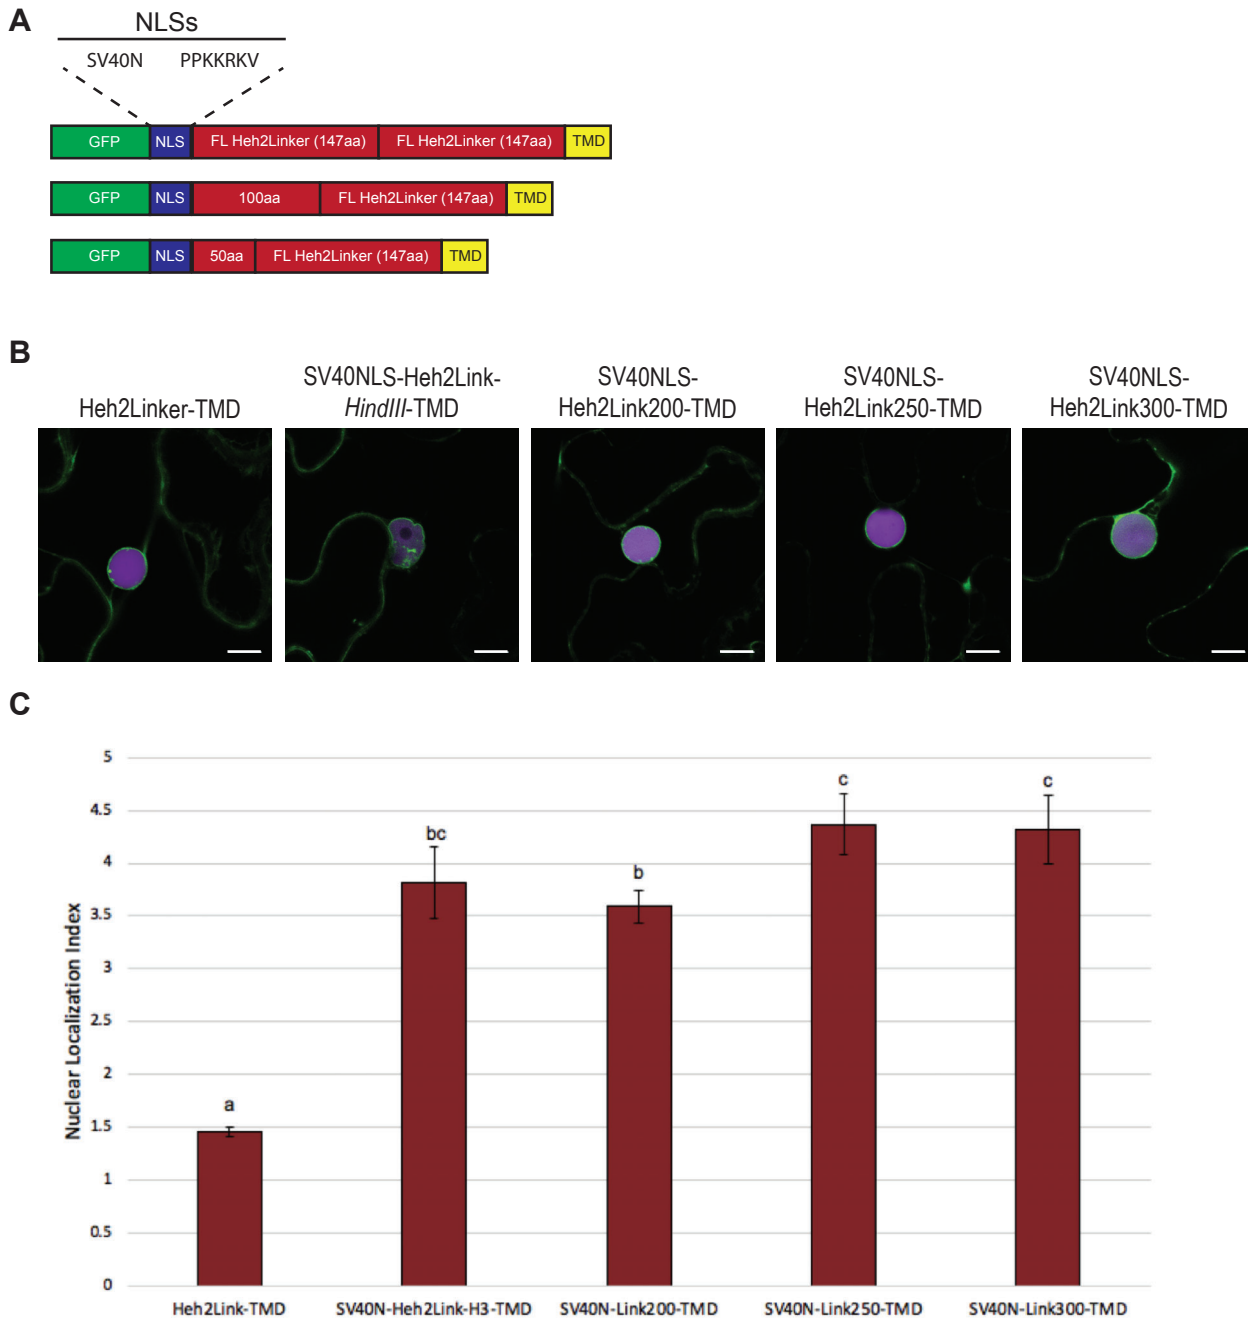 A
NLSs
SV40N PPKKRKV
GFP NLS FL Heh2Linker (147aa) FL Heh2Linker (147aa) TMD
GFP NLS 100aa FL Heh2Linker (147aa) TMD
GFP NLS 50aa FL Heh2Linker (147aa) TMD
B
Heh2Linker-TMD
SV40NLS-Heh2Link-
HindIII-TMD
SV40NLS-
Heh2Link200-TMD
SV40NLS-
Heh2Link250-TMD
SV40NLS-
Heh2Link300-TMD
C
Nuclear Localization Index
5
4.5
4
3.5
3
2.5
2
1.5
1
0.5
0
a
bc
b
c
c
Heh2Link-TMD SV40N-Heh2Link-H3-TMD SV40N-Link200-TMD SV40N-Link250-TMD SV40N-Link300-TMD